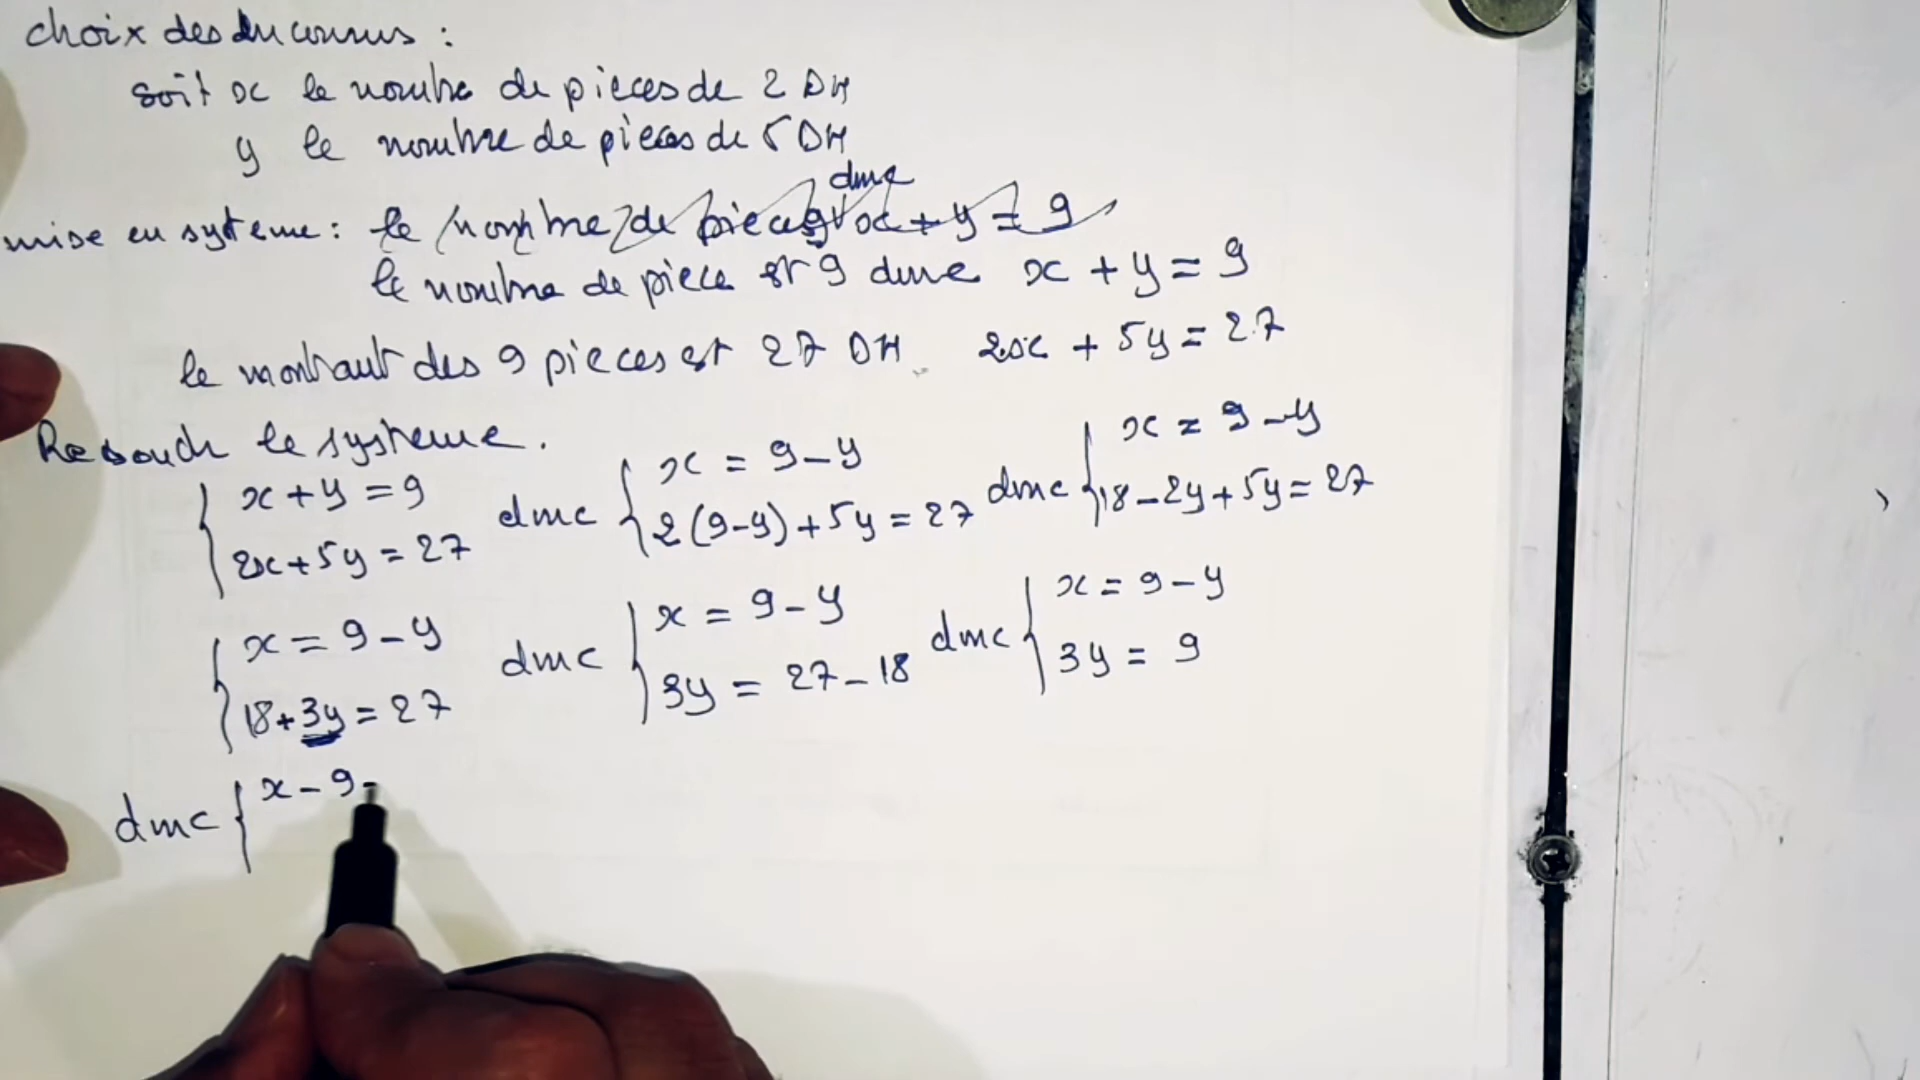 choix des Inconnus :
soit x le nombre de pieces de 2 DH
y le nombre de pieces de 5 DH
donc
mise en systeme : le nombre de pieces 9 x + y = 9
le nombre de piece est 9 donc x + y = 9
le montant des 9 pieces est 27 DH. 2x + 5y = 27
Resoudre le systeme.
{ x + y = 9 donc { x = 9 - y donc { x = 9 - y
2x + 5y = 27 2(9-y) + 5y = 27 18 - 2y + 5y = 27
{ x = 9 - y donc { x = 9 - y donc { x = 9 - y
18 + 3y = 27 3y = 27 - 18 3y = 9
donc { x - 9 -